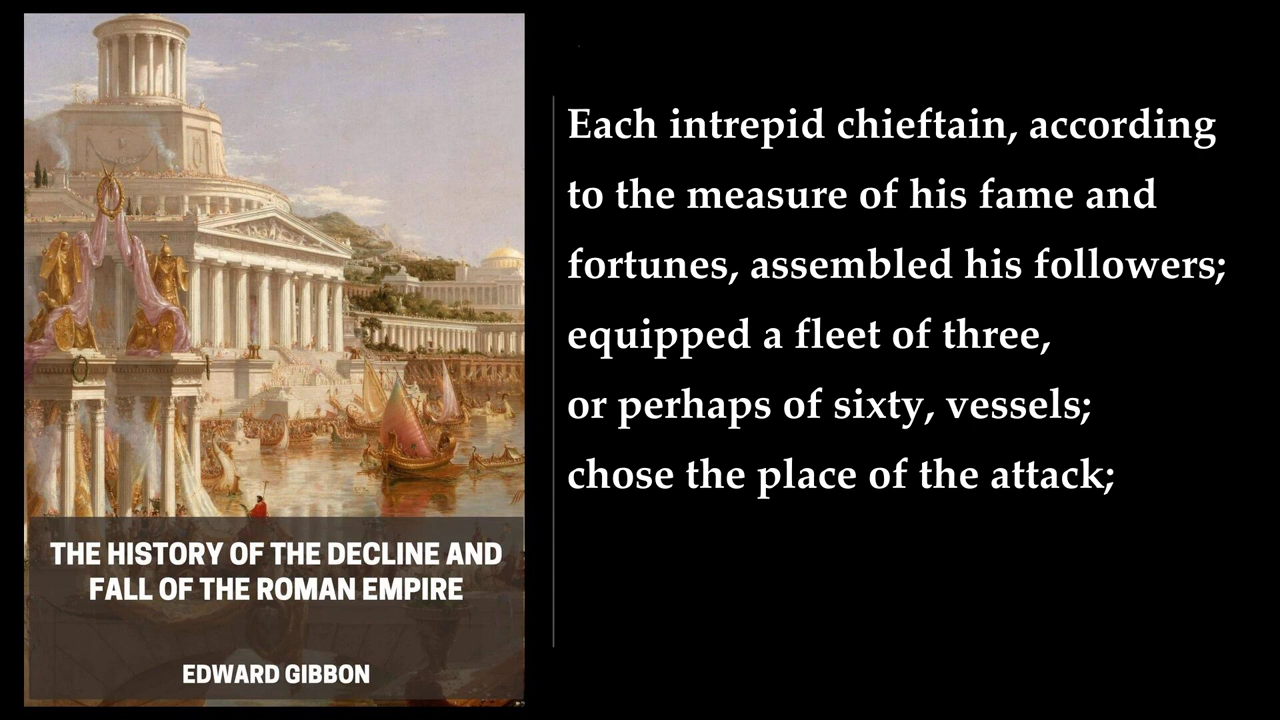 THE HISTORY OF THE DECLINE AND
FALL OF THE ROMAN EMPIRE
EDWARD GIBBON
Each intrepid chieftain, according
to the measure of his fame and
fortunes, assembled his followers;
equipped a fleet of three,
or perhaps of sixty, vessels;
chose the place of the attack;